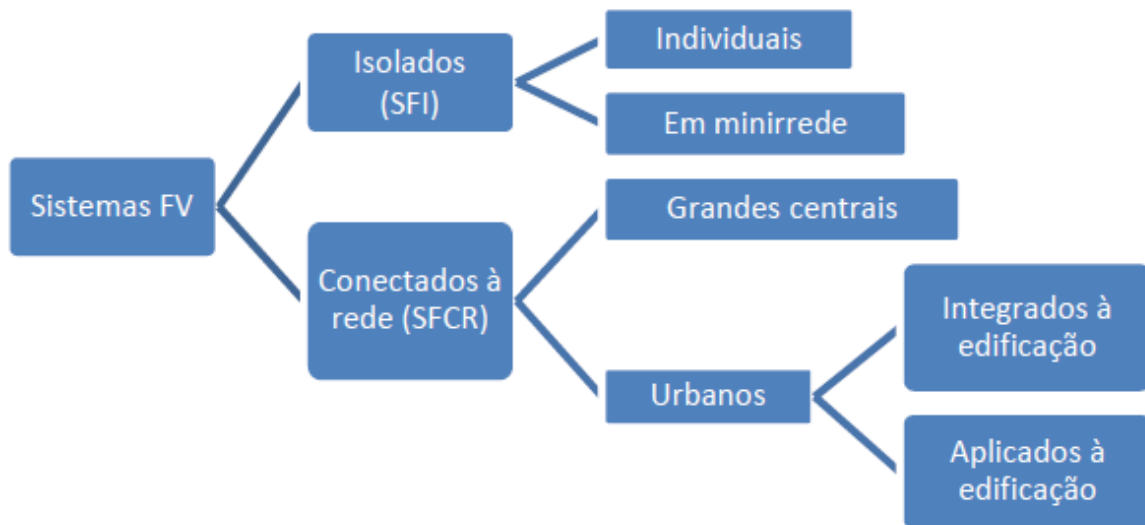 Sistemas FV
Isolados
(SFI)
Individuais
Em minirrede
Conectados à
rede (SFCR)
Grandes centrais
Urbanos
Integrados à
edificação
Aplicados à
edificação